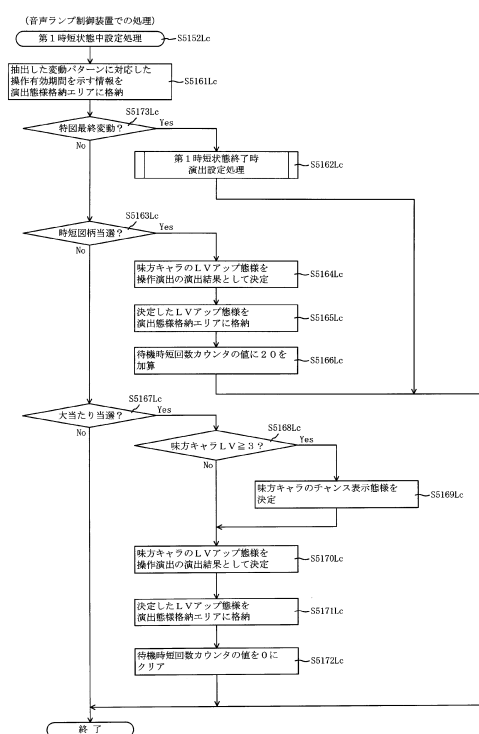 (音声ランプ制御装置での処理)
第1時短状態中設定処理
S5152Lc
抽出した変動パターンに対応した
操作有効期間を示す情報を
演出態様格納エリアに格納
S5161Lc
S5173Lc
特図最終変動?
Yes
No
第1時短状態終了時
演出設定処理
S5162Lc
S5163Lc
時短図柄当選?
Yes
No
味方キャラのLVアップ態様を
操作演出の演出結果として決定
S5164Lc
決定したLVアップ態様を
演出態様格納エリアに格納
S5165Lc
待機時短回数カウンタの値に20を
加算
S5166Lc
S5167Lc
大当たり当選?
Yes
No
S5168Lc
味方キャラLV≧3?
Yes
No
味方キャラのチャンス表示態様を
決定
S5169Lc
味方キャラのLVアップ態様を
操作演出の演出結果として決定
S5170Lc
決定したLVアップ態様を
演出態様格納エリアに格納
S5171Lc
待機時短回数カウンタの値を0に
クリア
S5172Lc
終了